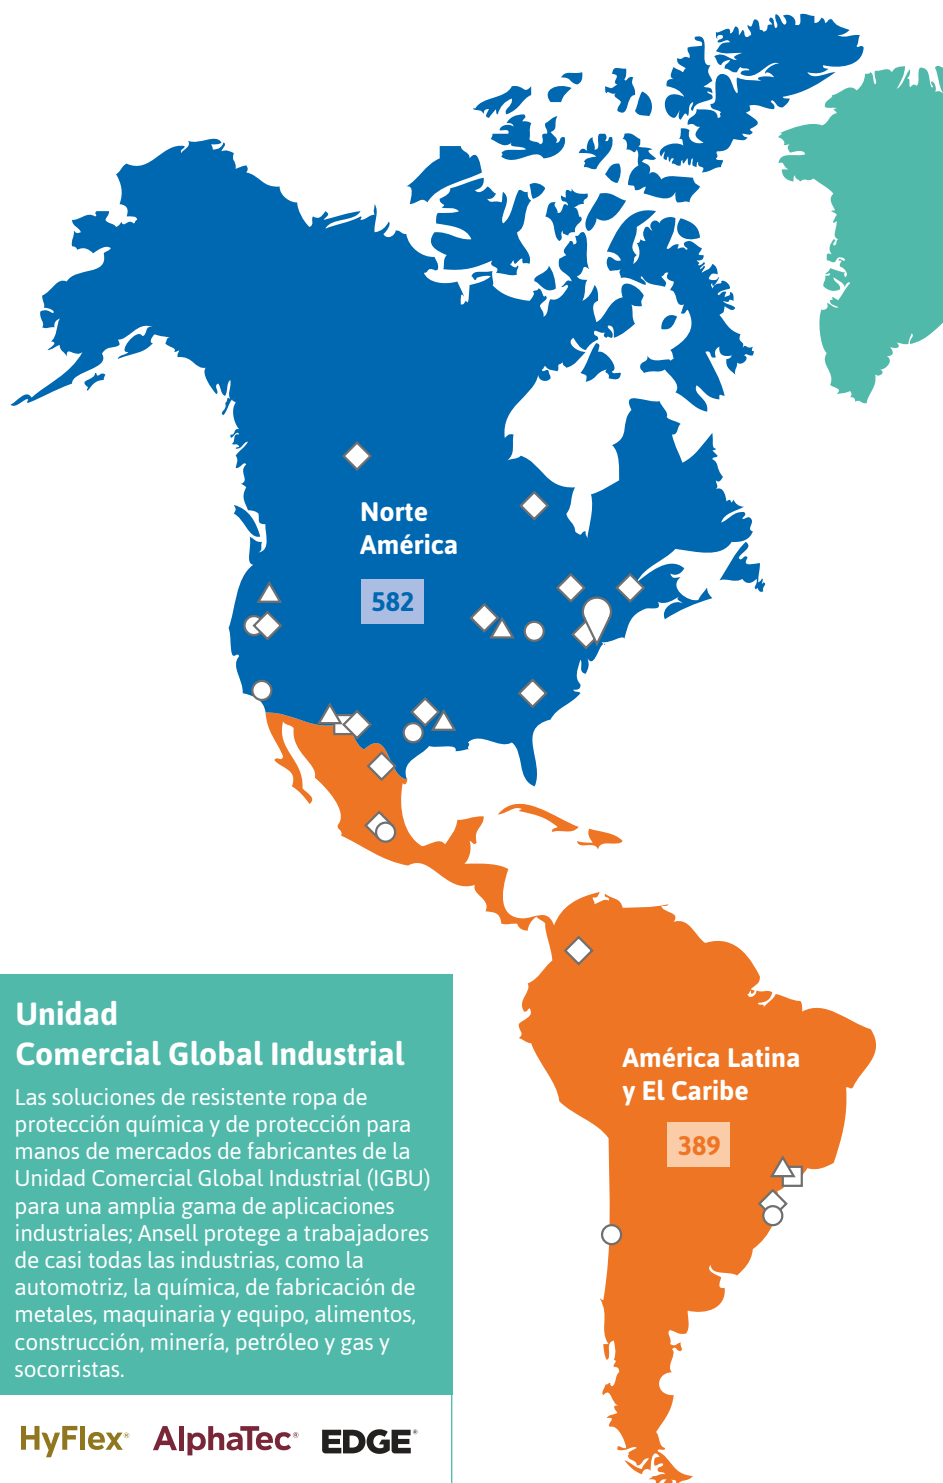 Norte
América
582
América Latina
y El Caribe
389
Unidad
Comercial Global Industrial
Las soluciones de resistente ropa de
protección química y de protección para
manos de mercados de fabricantes de la
Unidad Comercial Global Industrial (IGBU)
para una amplia gama de aplicaciones
industriales; Ansell protege a trabajadores
de casi todas las industrias, como la
automotriz, la química, de fabricación de
metales, maquinaria y equipo, alimentos,
construcción, minería, petróleo y gas y
socorristas.
HyFlex® AlphaTec® EDGE®